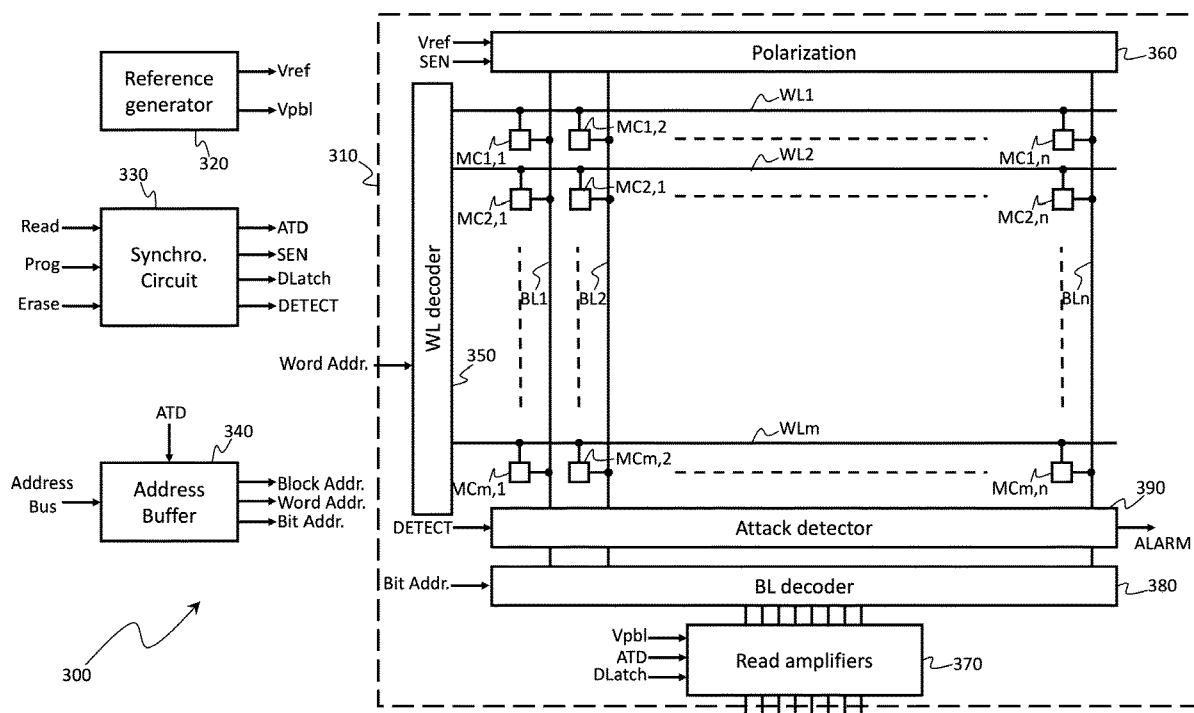 Reference
generator
Vref
Vpbl
320
330
Read
Prog
Erase
Synchro.
Circuit
ATD
SEN
DLatch
DETECT
ATD
340
Address
Bus
Address
Buffer
Block Addr.
Word Addr.
Bit Addr.
300
310
Vref
SEN
Polarization
360
WL decoder
350
Word Addr.
WL1
MC1,1
MC1,2
MC1,n
WL2
MC2,1
MC2,1
MC2,n
BL1
BL2
BLn
WLm
MCm,1
MCm,2
MCm,n
390
DETECT
Attack detector
ALARM
Bit Addr.
BL decoder
380
Vpbl
ATD
DLatch
Read amplifiers
370